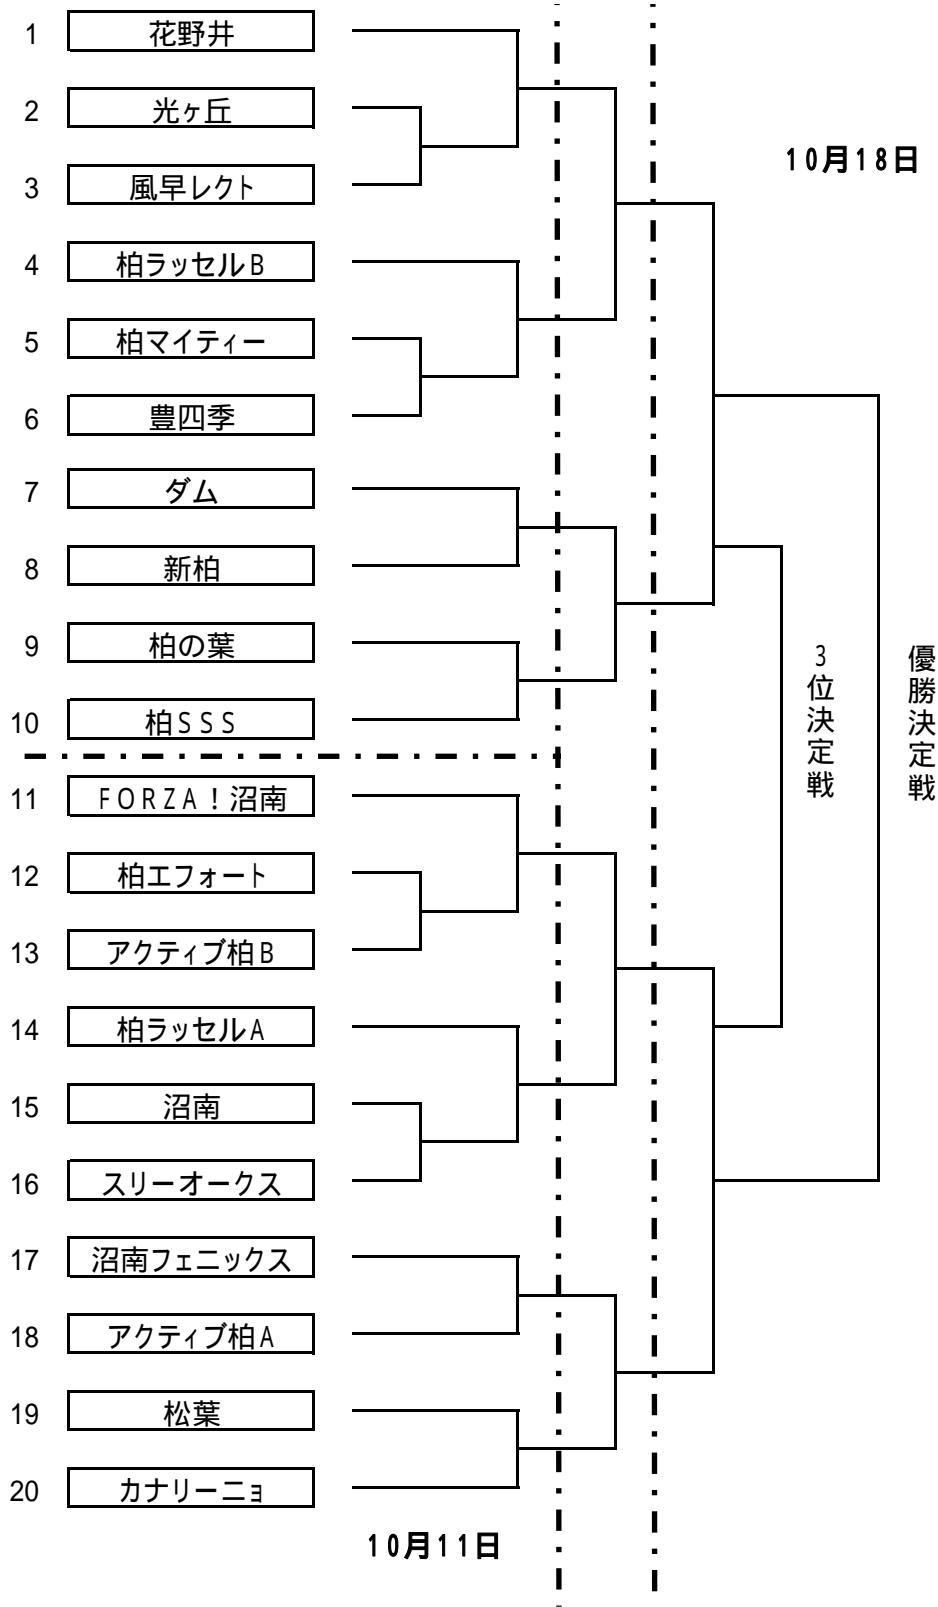 1 花野井
2 光ヶ丘
10月18日
3 風早レクト
4 柏ラッセルB
5 柏マイティー
6 豊四季
7 ダム
8 新柏
9 柏の葉
10 柏SSS
3位決定戦
優勝決定戦
11 FORZA！沼南
12 柏エフォート
13 アクティブ柏B
14 柏ラッセルA
15 沼南
16 スリーオークス
17 沼南フェニックス
18 アクティブ柏A
19 松葉
20 カナリーニョ
10月11日